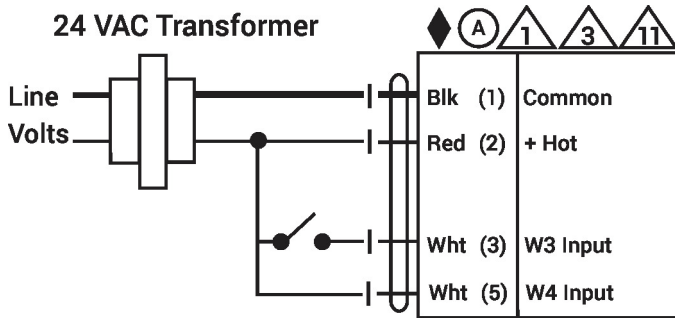 24 VAC Transformer
A 1 3 11
Line
Volts
Blk (1) Common
Red (2) + Hot
Wht (3) W3 Input
Wht (5) W4 Input